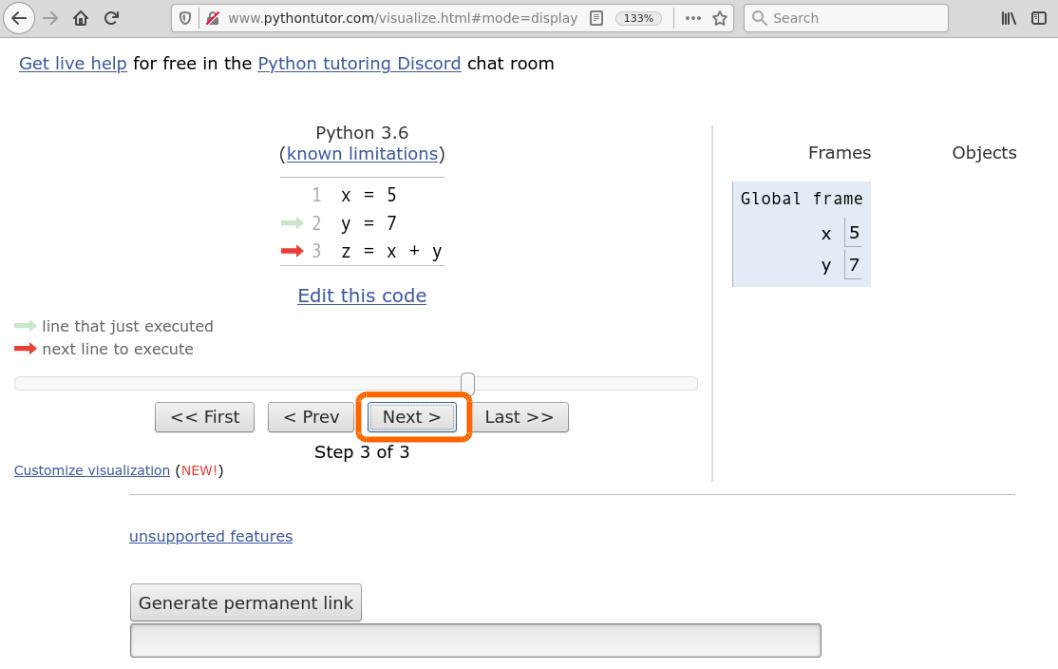 www.pythontutor.com/visualize.html#mode=display
133%
Search
Get live help for free in the Python tutoring Discord chat room
Python 3.6
(known limitations)
1 x = 5
2 y = 7
3 z = x + y
Edit this code
line that just executed
next line to execute
<< First
< Prev
Next >
Last >>
Step 3 of 3
Customize visualization (NEW!)
Frames
Objects
Global frame
x 5
y 7
unsupported features
Generate permanent link